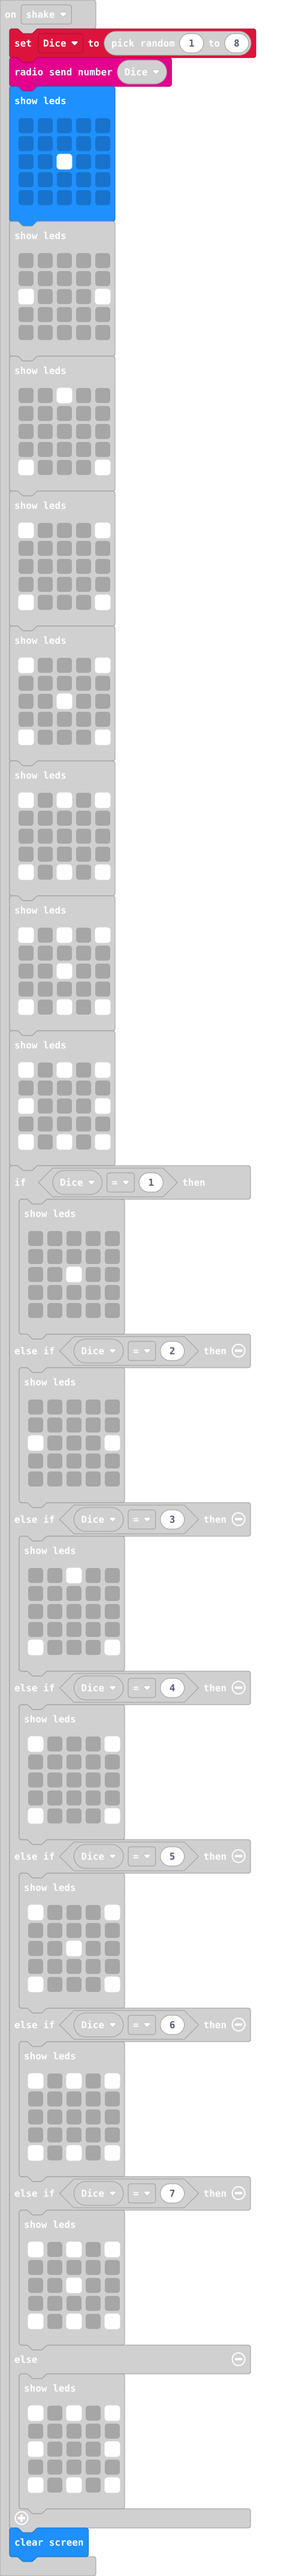 on shake
set Dice to pick random 1 to 8
radio send number Dice
show leds
show leds
show leds
show leds
show leds
show leds
show leds
show leds
if Dice = 1 then
show leds
else if Dice = 2 then
show leds
else if Dice = 3 then
show leds
else if Dice = 4 then
show leds
else if Dice = 5 then
show leds
else if Dice = 6 then
show leds
else if Dice = 7 then
show leds
else
show leds
clear screen